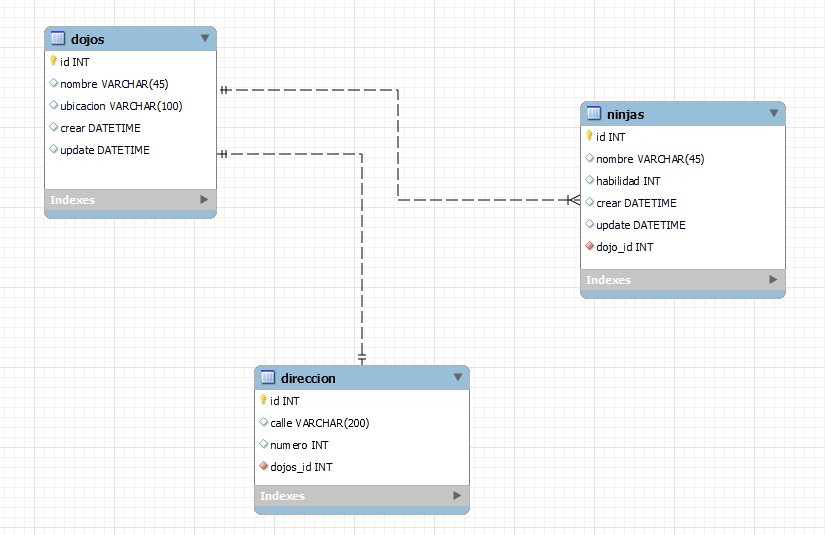 dojos
id INT
nombre VARCHAR(45)
ubicacion VARCHAR(100)
crear DATETIME
update DATETIME
Indexes
ninjas
id INT
nombre VARCHAR(45)
habilidad INT
crear DATETIME
update DATETIME
dojo_id INT
Indexes
direccion
id INT
calle VARCHAR(200)
numero INT
dojos_id INT
Indexes